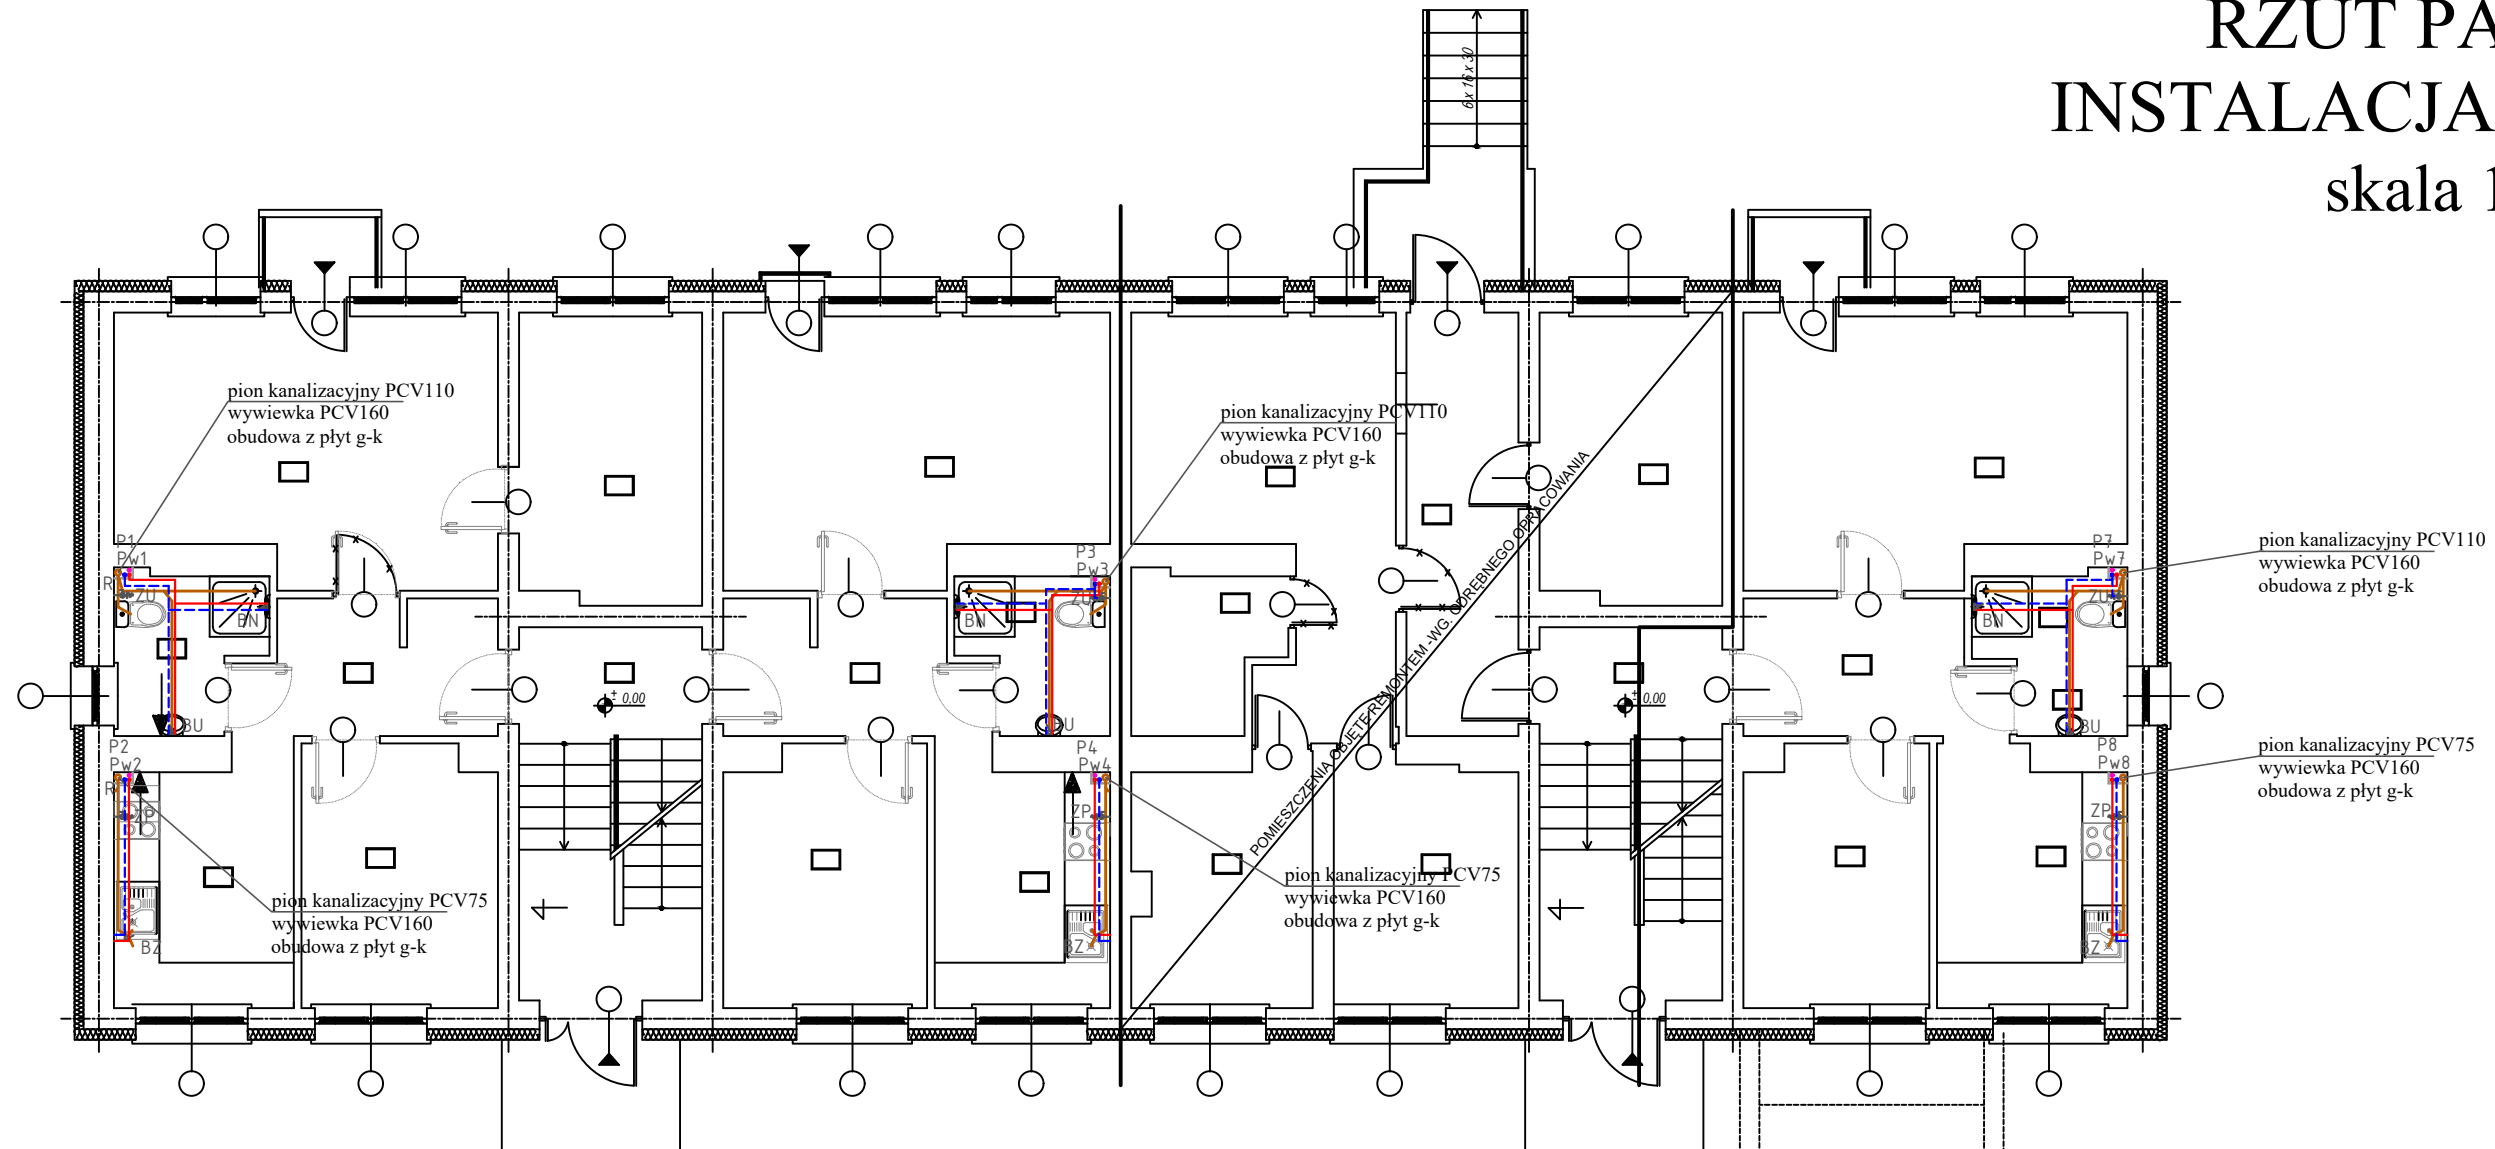 RZUT PA
INSTALACJA
skala 1
6 x 16 x 30
pion kanalizacyjny PCV110
wywiewka PCV160
obudowa z płyt g-k
pion kanalizacyjny PCV110
wywiewka PCV160
obudowa z płyt g-k
pion kanalizacyjny PCV110
wywiewka PCV160
obudowa z płyt g-k
POMIESZCZENIA OBJĘTE REMONTEM -WG. ODRĘBNEGO OPRACOWANIA
P1
Pw1
R
ZU
BN
BU
P3
Pw3
ZU
BN
BU
P7
Pw7
ZU
BN
BU
± 0,00
± 0,00
P2
Pw2
R
ZP
BZ
P4
Pw4
ZP
BZ
P8
Pw8
ZP
BZ
pion kanalizacyjny PCV75
wywiewka PCV160
obudowa z płyt g-k
pion kanalizacyjny PCV75
wywiewka PCV160
obudowa z płyt g-k
pion kanalizacyjny PCV75
wywiewka PCV160
obudowa z płyt g-k